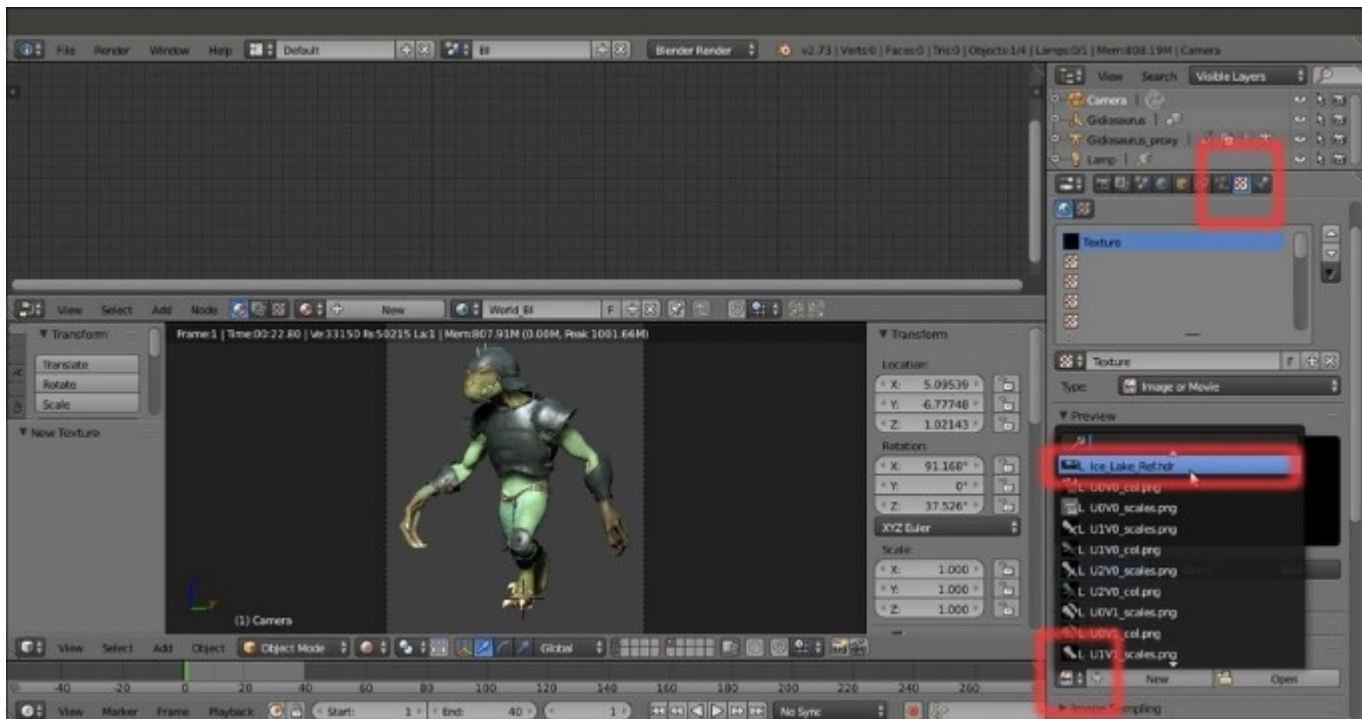 File Render Window Help Default BI Blender Render v2.73 | Verts:0 | Faces:0 | Tris:0 | Objects:1/4 | Lamps:0/1 | Mem:808.19M | Camera
View Search Visible Layers
Camera
Gidiosaurus
Gidiosaurus_proxy
Lamp
Texture
View Select Add Node New World_BI F
Texture F
Type: Image or Movie
Preview
Transform
Translate
Rotate
Scale
New Texture
Frame:1 | Time:00:22.80 | Ve:33150 Fa:50215 La:1 | Mem:807.91M (0.00M, Peak 1001.66M)
(1) Camera
Transform
Location:
X: 5.09539
Y: -6.77748
Z: 1.02143
Rotation:
X: 91.168°
Y: 0°
Z: 37.526°
XYZ Euler
Scale:
X: 1.000
Y: 1.000
Z: 1.000
L Ice_Lake_Ref.hdr
L U0V0_col.png
L U0V0_scales.png
L U1V0_scales.png
L U1V0_col.png
L U2V0_scales.png
L U2V0_col.png
L U0V1_scales.png
L U0V1_col.png
L U1V1_scales.png
New Open
Image Sampling
View Select Add Object Object Mode Global
-40 -20 0 20 40 60 80 100 120 140 160 180 200 220 240 260
View Marker Frame Playback Start: 1 End: 40 1 No Sync